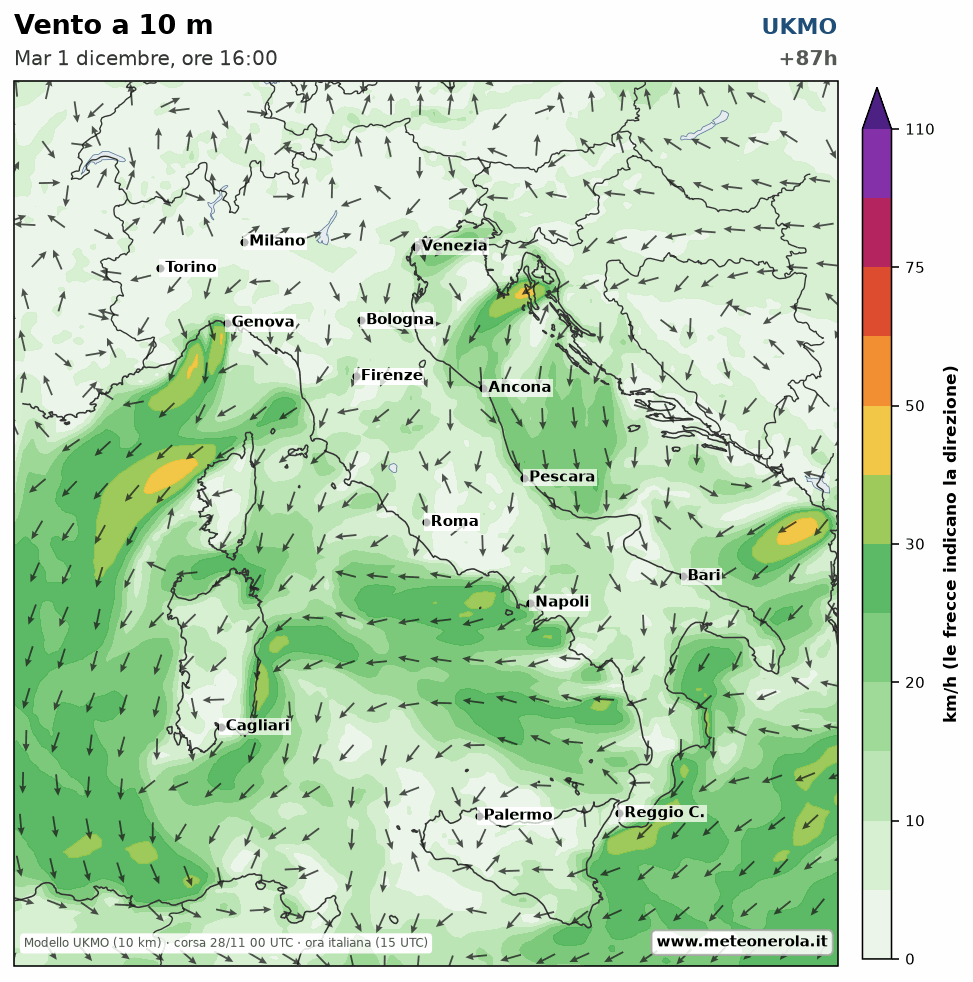 Vento a 10 m
UKMO
Mar 1 dicembre, ore 16:00
+87h
Milano
Venezia
Torino
Genova
Bologna
Firenze
Ancona
Pescara
Roma
Bari
Napoli
Cagliari
Palermo
Reggio C.
Modello UKMO (10 km) · corsa 28/11 00 UTC · ora italiana (15 UTC)
www.meteonerola.it
110
75
50
30
20
10
0
km/h (le frecce indicano la direzione)